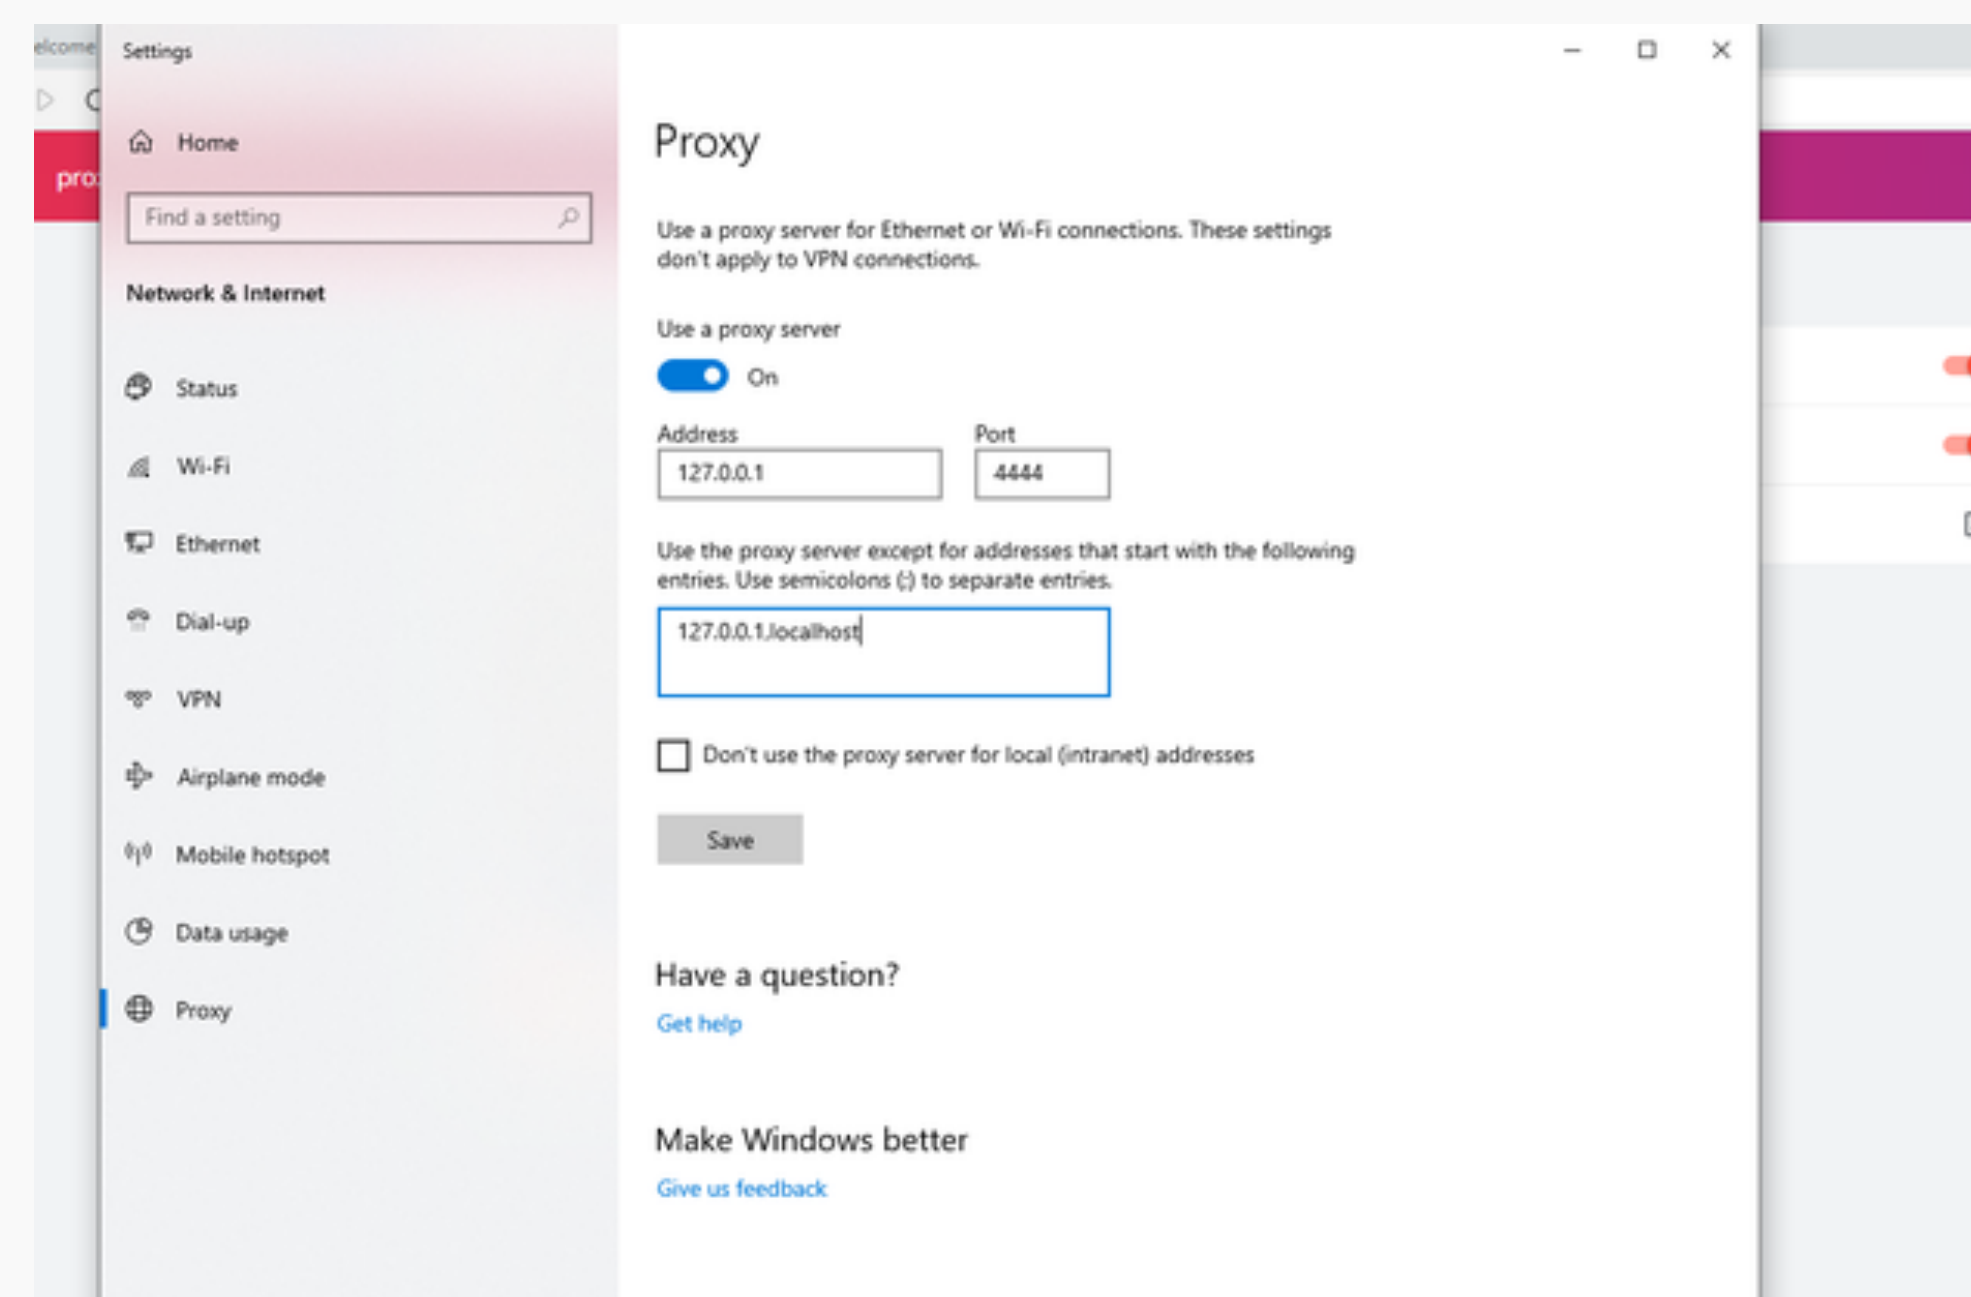 elcome
Settings
Home
pro
Find a setting
Network & Internet
Status
Wi-Fi
Ethernet
Dial-up
VPN
Airplane mode
Mobile hotspot
Data usage
Proxy
Proxy
Use a proxy server for Ethernet or Wi-Fi connections. These settings
don't apply to VPN connections.
Use a proxy server
On
Address
Port
127.0.0.1
4444
Use the proxy server except for addresses that start with the following
entries. Use semicolons (;) to separate entries.
127.0.0.1,localhost
Don't use the proxy server for local (intranet) addresses
Save
Have a question?
Get help
Make Windows better
Give us feedback